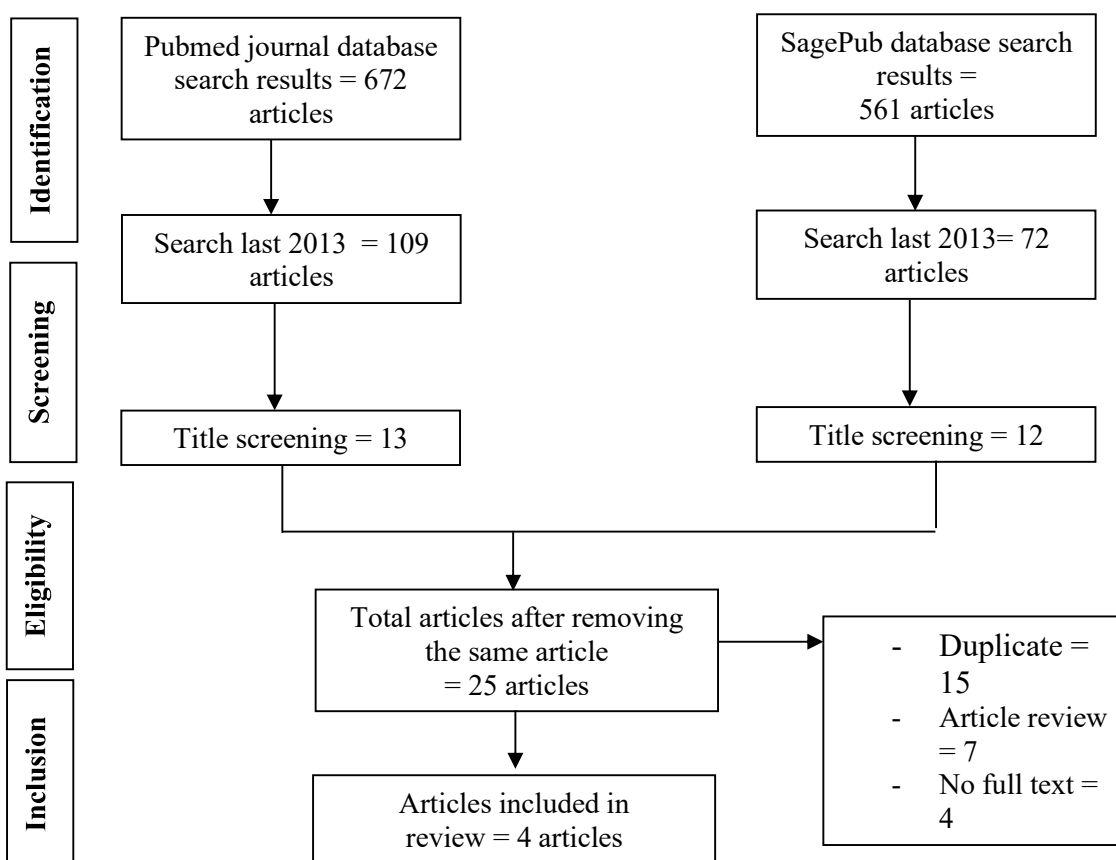 Identification
Pubmed journal database
search results = 672
articles
SagePub database search
results =
561 articles
Search last 2013  = 109
articles
Search last 2013= 72
articles
Screening
Title screening = 13
Title screening = 12
Eligibility
Total articles after removing
the same article
= 25 articles
- Duplicate =
15
- Article review
= 7
- No full text =
4
Inclusion
Articles included in
review = 4 articles